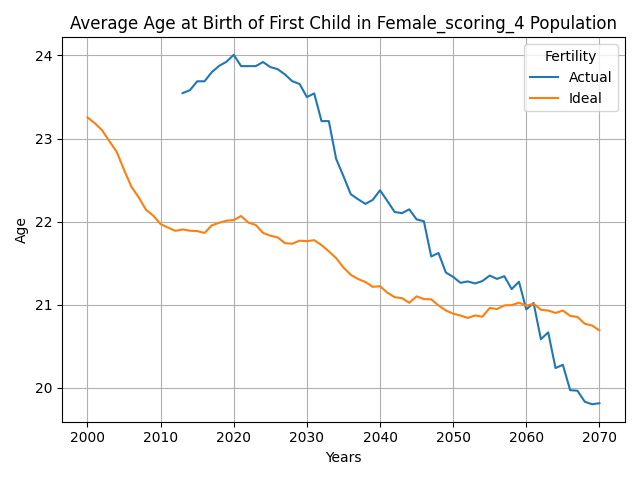 Average Age at Birth of First Child in Female_scoring_4 Population
Fertility
Actual
Ideal
24
23
22
21
20
Age
2000 2010 2020 2030 2040 2050 2060 2070
Years